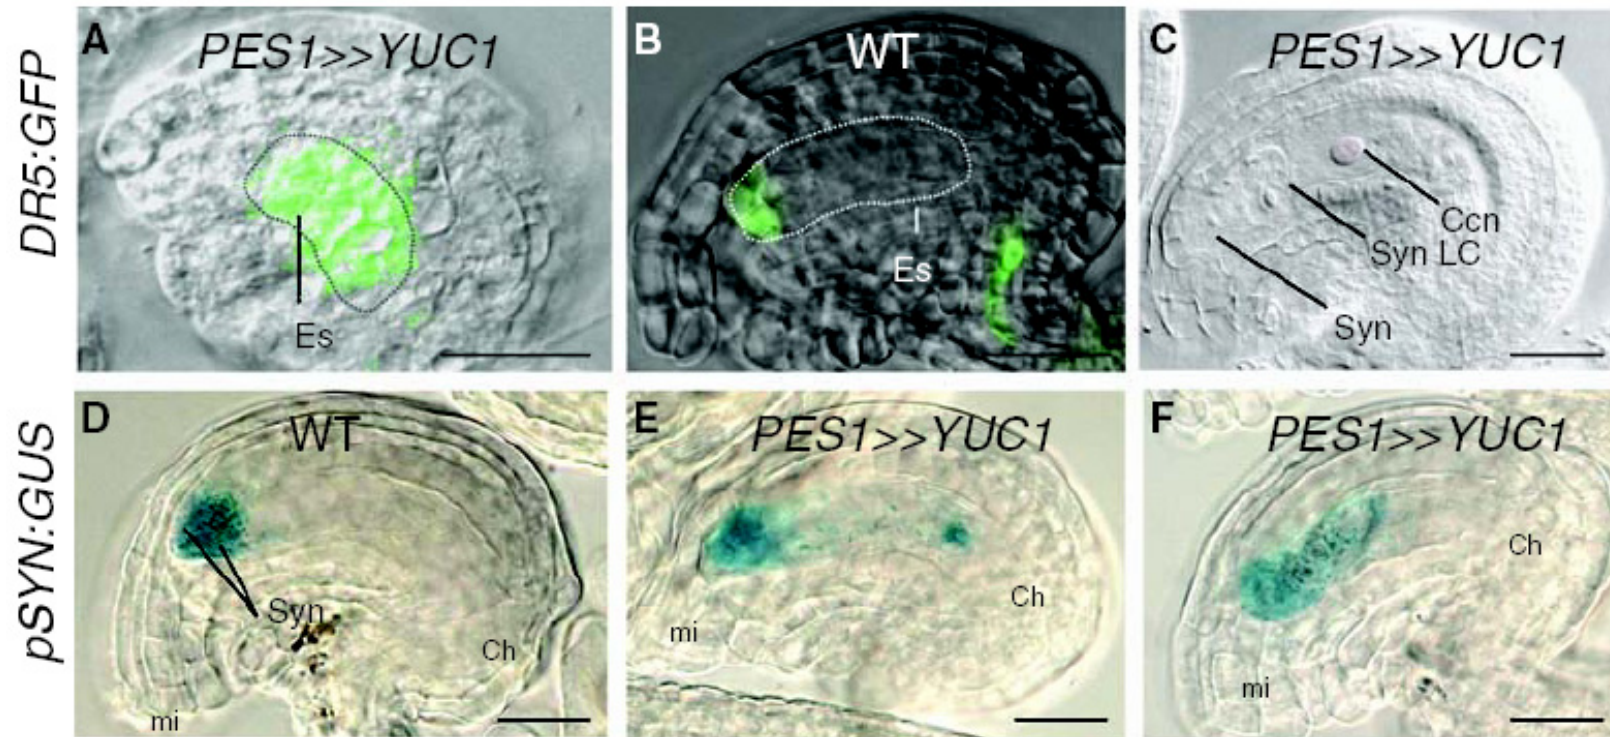 DR5:GFP
A
PES1>>YUC1
Es
B
WT
Es
C
PES1>>YUC1
Ccn
Syn LC
Syn
pSYN:GUS
D
WT
Syn
Ch
mi
E
PES1>>YUC1
Ch
mi
F
PES1>>YUC1
Ch
mi